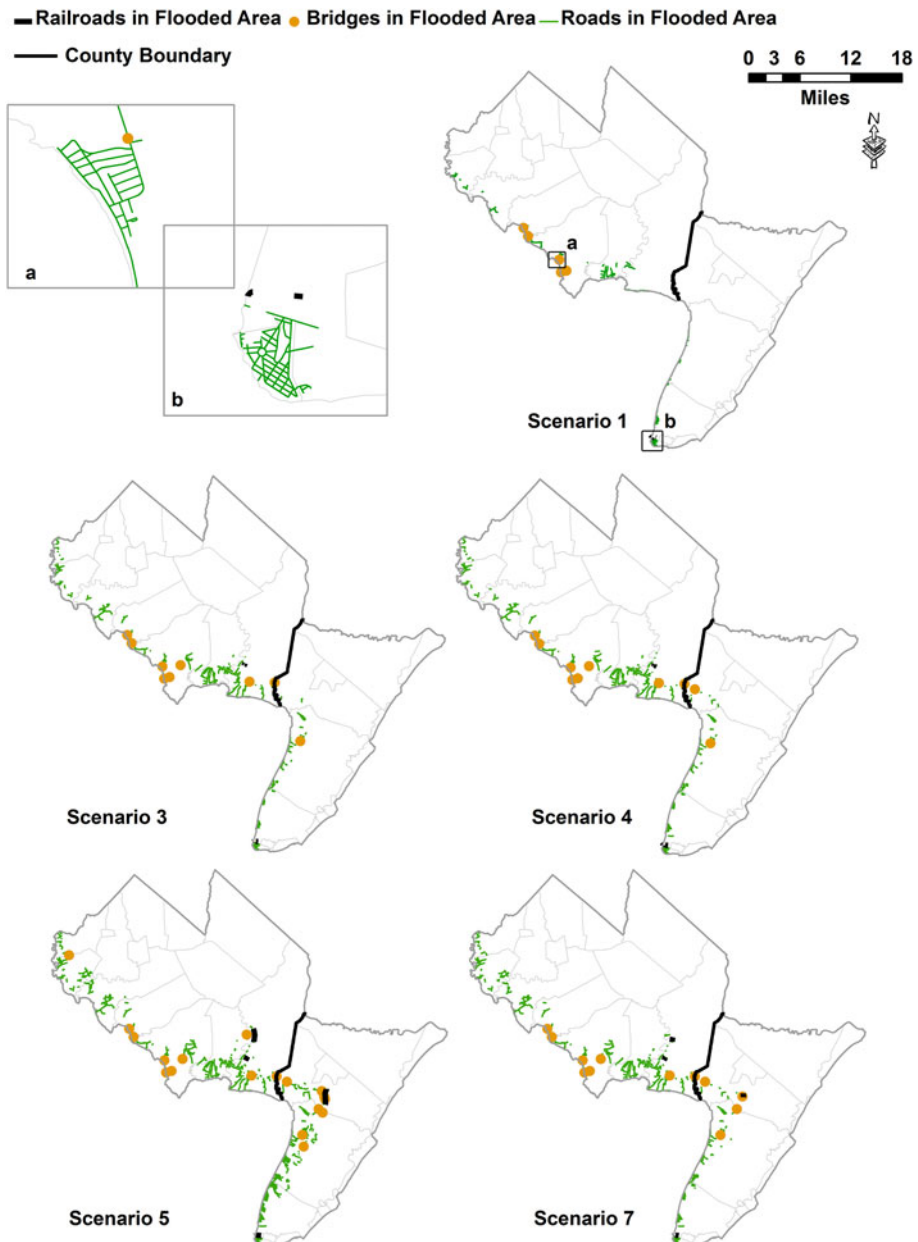 Railroads in Flooded Area Bridges in Flooded Area Roads in Flooded Area
County Boundary
0 3 6 12 18
Miles
N
a
b
a
Scenario 1
b
Scenario 3
Scenario 4
Scenario 5
Scenario 7